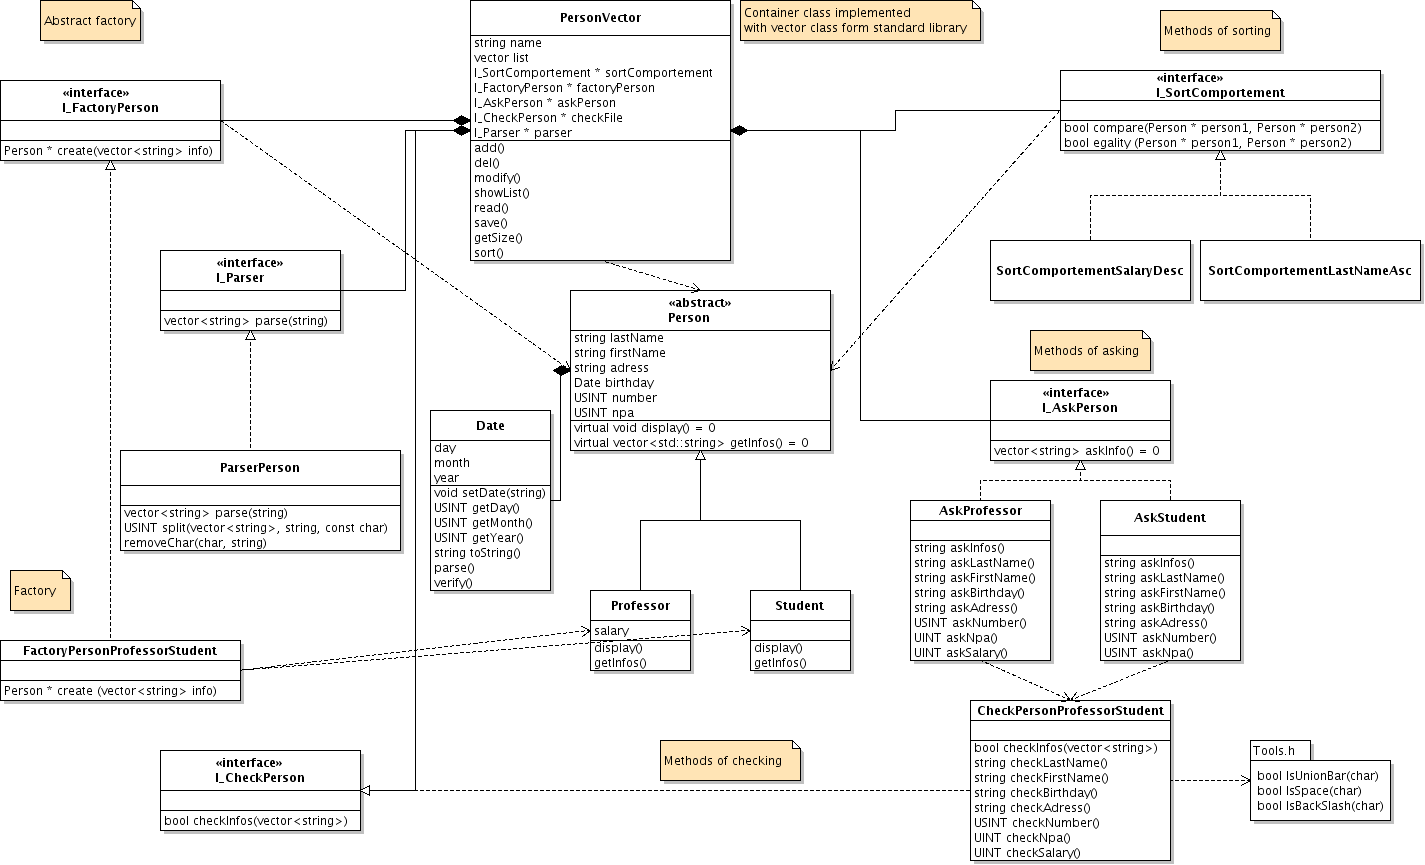 Abstract factory
PersonVector
string name
vector list
I_SortComportement * sortComportement
I_FactoryPerson * factoryPerson
I_AskPerson * askPerson
I_CheckPerson * checkFile
I_Parser * parser
add()
del()
modify()
showList()
read()
save()
getSize()
sort()
Container class implemented
with vector class form standard library
Methods of sorting
«interface»
I_FactoryPerson
Person * create(vector<string> info)
«interface»
I_SortComportement
bool compare(Person * person1, Person * person2)
bool egality (Person * person1, Person * person2)
SortComportementSalaryDesc
SortComportementLastNameAsc
«interface»
I_Parser
vector<string> parse(string)
«abstract»
Person
string lastName
string firstName
string adress
Date birthday
USINT number
USINT npa
virtual void display() = 0
virtual vector<std::string> getInfos() = 0
Methods of asking
«interface»
I_AskPerson
vector<string> askInfo() = 0
Date
day
month
year
void setDate(string)
USINT getDay()
USINT getMonth()
USINT getYear()
string toString()
parse()
verify()
ParserPerson
vector<string> parse(string)
USINT split(vector<string>, string, const char)
removeChar(char, string)
AskProfessor
string askInfos()
string askLastName()
string askFirstName()
string askBirthday()
string askAdress()
USINT askNumber()
UINT askNpa()
UINT askSalary()
AskStudent
string askInfos()
string askLastName()
string askFirstName()
string askBirthday()
string askAdress()
USINT askNumber()
USINT askNpa()
Factory
Professor
salary
display()
getInfos()
Student
display()
getInfos()
FactoryPersonProfessorStudent
Person * create (vector<string> info)
CheckPersonProfessorStudent
bool checkInfos(vector<string>)
string checkLastName()
string checkFirstName()
string checkBirthday()
string checkAdress()
USINT checkNumber()
UINT checkNpa()
UINT checkSalary()
Methods of checking
Tools.h
bool IsUnionBar(char)
bool IsSpace(char)
bool IsBackSlash(char)
«interface»
I_CheckPerson
bool checkInfos(vector<string>)